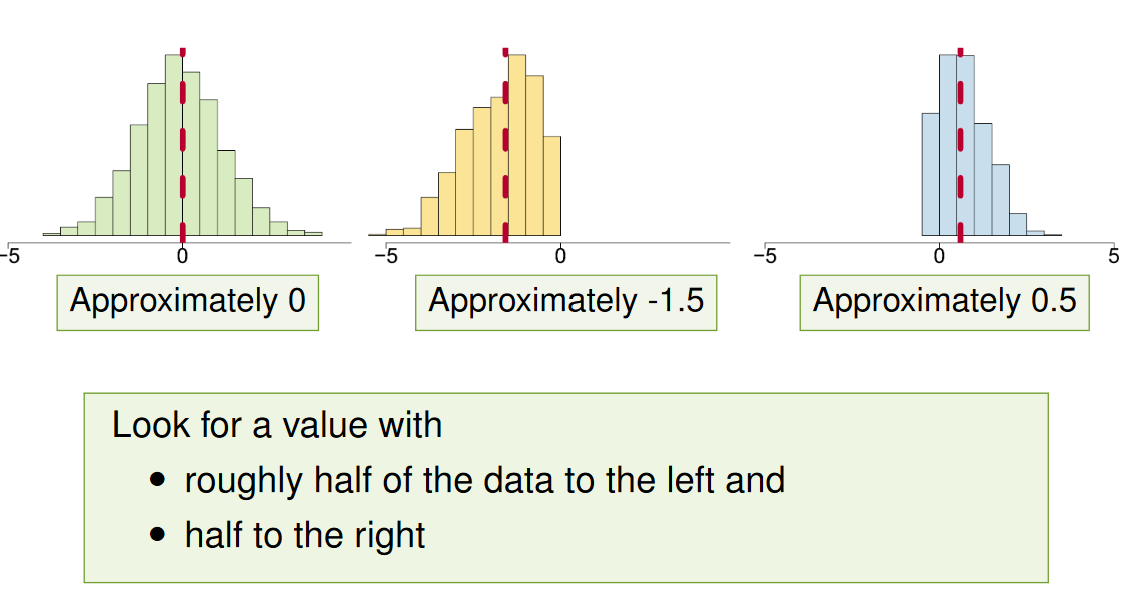 -5 0 -5 0 -5 0 5
Approximately 0 Approximately -1.5 Approximately 0.5
Look for a value with
• roughly half of the data to the left and
• half to the right